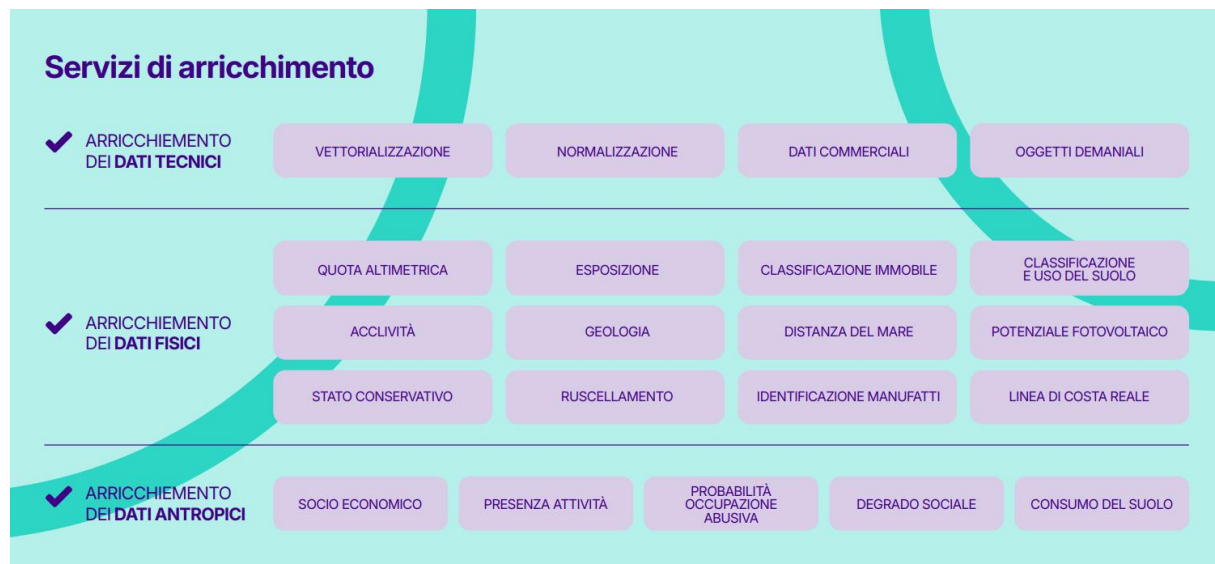 Servizi di arricchimento
ARRICCHIEMENTO
DEI DATI TECNICI
VETTORIALIZZAZIONE
NORMALIZZAZIONE
DATI COMMERCIALI
OGGETTI DEMANIALI
ARRICCHIEMENTO
DEI DATI FISICI
QUOTA ALTIMETRICA
ESPOSIZIONE
CLASSIFICAZIONE IMMOBILE
CLASSIFICAZIONE
E USO DEL SUOLO
ACCLIVITÀ
GEOLOGIA
DISTANZA DEL MARE
POTENZIALE FOTOVOLTAICO
STATO CONSERVATIVO
RUSCELLAMENTO
IDENTIFICAZIONE MANUFATTI
LINEA DI COSTA REALE
ARRICCHIEMENTO
DEI DATI ANTROPICI
SOCIO ECONOMICO
PRESENZA ATTIVITÀ
PROBABILITÀ
OCCUPAZIONE
ABUSIVA
DEGRADO SOCIALE
CONSUMO DEL SUOLO